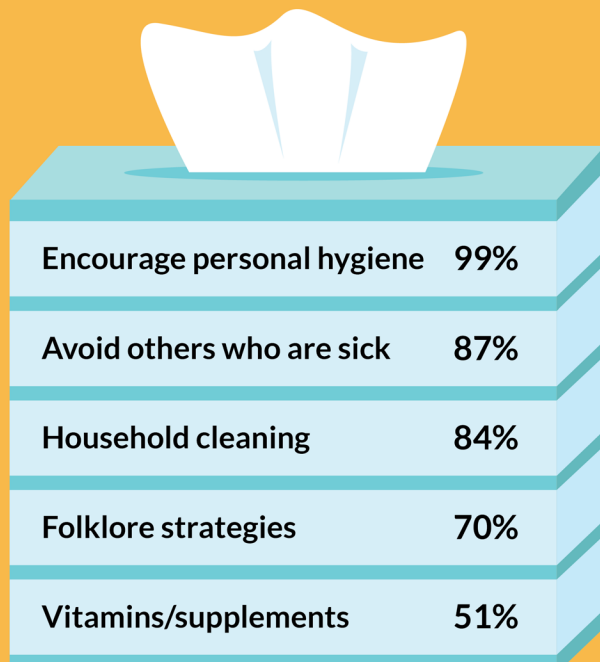 Encourage personal hygiene 99%
Avoid others who are sick 87%
Household cleaning 84%
Folklore strategies 70%
Vitamins/supplements 51%